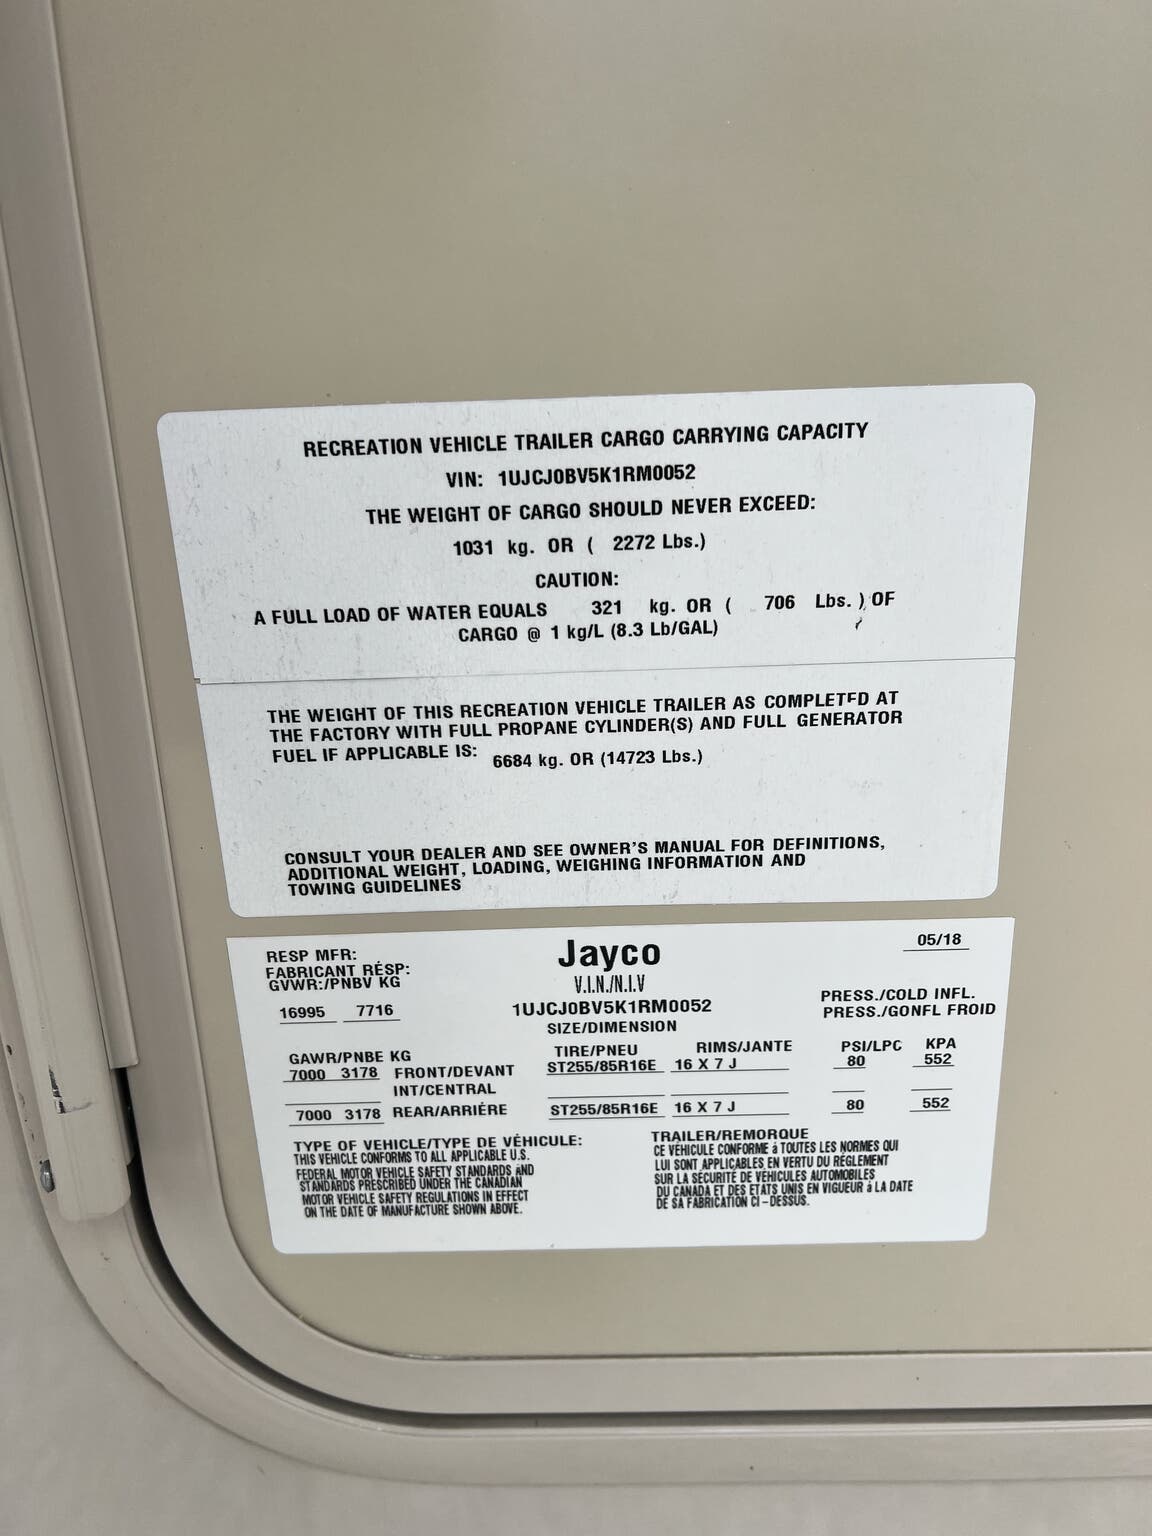 RECREATION VEHICLE TRAILER CARGO CARRYING CAPACITY
VIN: 1UJCJ0BV5K1RM0052
THE WEIGHT OF CARGO SHOULD NEVER EXCEED:
1031 kg. OR ( 2272 Lbs.)
CAUTION:
A FULL LOAD OF WATER EQUALS 321 kg. OR ( 706 Lbs. ) OF
CARGO @ 1 kg/L (8.3 Lb/GAL)
THE WEIGHT OF THIS RECREATION VEHICLE TRAILER AS COMPLETED AT
THE FACTORY WITH FULL PROPANE CYLINDER(S) AND FULL GENERATOR
FUEL IF APPLICABLE IS: 6684 kg. OR (14723 Lbs.)
CONSULT YOUR DEALER AND SEE OWNER'S MANUAL FOR DEFINITIONS,
ADDITIONAL WEIGHT, LOADING, WEIGHING INFORMATION AND
TOWING GUIDELINES
RESP MFR: Jayco 05/18
FABRICANT RÉSP:
GVWR:/PNBV KG V.I.N./N.I.V
16995 7716 1UJCJ0BV5K1RM0052 PRESS./COLD INFL.
SIZE/DIMENSION PRESS./GONFL FROID
GAWR/PNBE KG TIRE/PNEU RIMS/JANTE PSI/LPC KPA
7000 3178 FRONT/DEVANT ST255/85R16E 16 X 7 J 80 552
INT/CENTRAL
7000 3178 REAR/ARRIÉRE ST255/85R16E 16 X 7 J 80 552
TYPE OF VEHICLE/TYPE DE VÉHICULE: TRAILER/REMORQUE
THIS VEHICLE CONFORMS TO ALL APPLICABLE U.S.
FEDERAL MOTOR VEHICLE SAFETY STANDARDS AND
STANDARDS PRESCRIBED UNDER THE CANADIAN
MOTOR VEHICLE SAFETY REGULATIONS IN EFFECT
ON THE DATE OF MANUFACTURE SHOWN ABOVE.
CE VÉHICULE CONFORME à TOUTES LES NORMES QUI
LUI SONT APPLICABLES EN VERTU DU RÉGLEMENT
SUR LA SÉCURITÉ DE VÉHICULES AUTOMOBILES
DU CANADA ET DES ETATS UNIS EN VIGUEUR à LA DATE
DE SA FABRICATION CI-DESSUS.